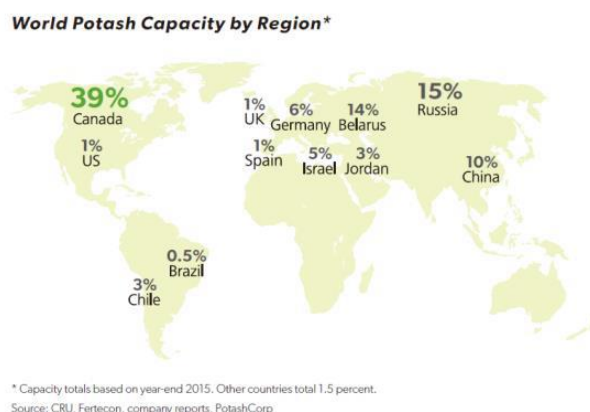 World Potash Capacity by Region*
39%
Canada
1%
US
1%
UK
6%
Germany
14%
Belarus
15%
Russia
1%
Spain
5%
Israel
3%
Jordan
10%
China
0.5%
Brazil
3%
Chile
* Capacity totals based on year-end 2015. Other countries total 1.5 percent.
Source: CRU, Fertecon, company reports, PotashCorp